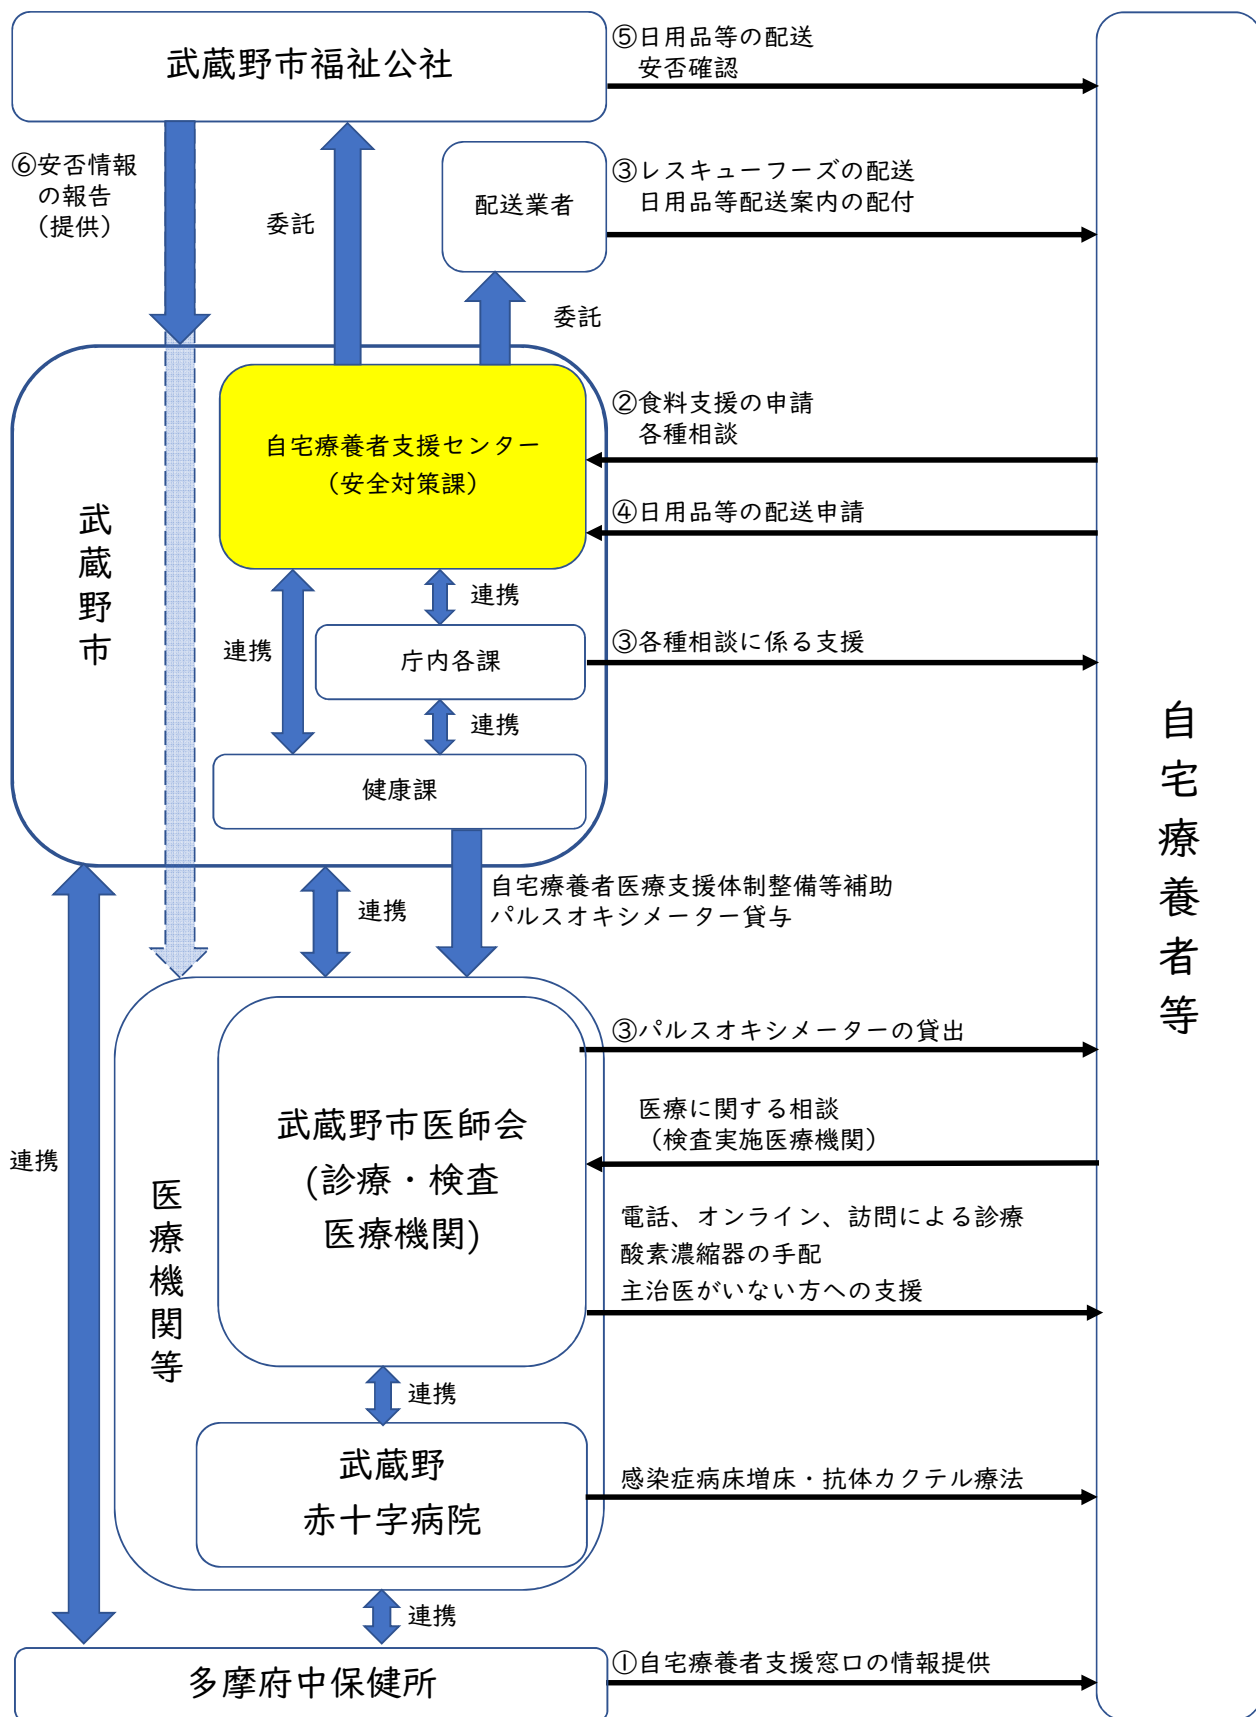 武蔵野市福祉公社
⑤日用品等の配送
安否確認
⑥安否情報
の報告
(提供)
委託
配送業者
③レスキューフーズの配送
日用品等配送案内の配付
委託
武蔵野市
自宅療養者支援センター
(安全対策課)
②食料支援の申請
各種相談
④日用品等の配送申請
連携
連携
庁内各課
③各種相談に係る支援
連携
健康課
自宅療養者等
連携
自宅療養者医療支援体制整備等補助
パルスオキシメーター貸与
医療機関等
武蔵野市医師会
(診療・検査
医療機関)
③パルスオキシメーターの貸出
医療に関する相談
(検査実施医療機関)
連携
電話、オンライン、訪問による診療
酸素濃縮器の手配
主治医がいない方への支援
連携
武蔵野
赤十字病院
感染症病床増床・抗体カクテル療法
連携
多摩府中保健所
①自宅療養者支援窓口の情報提供